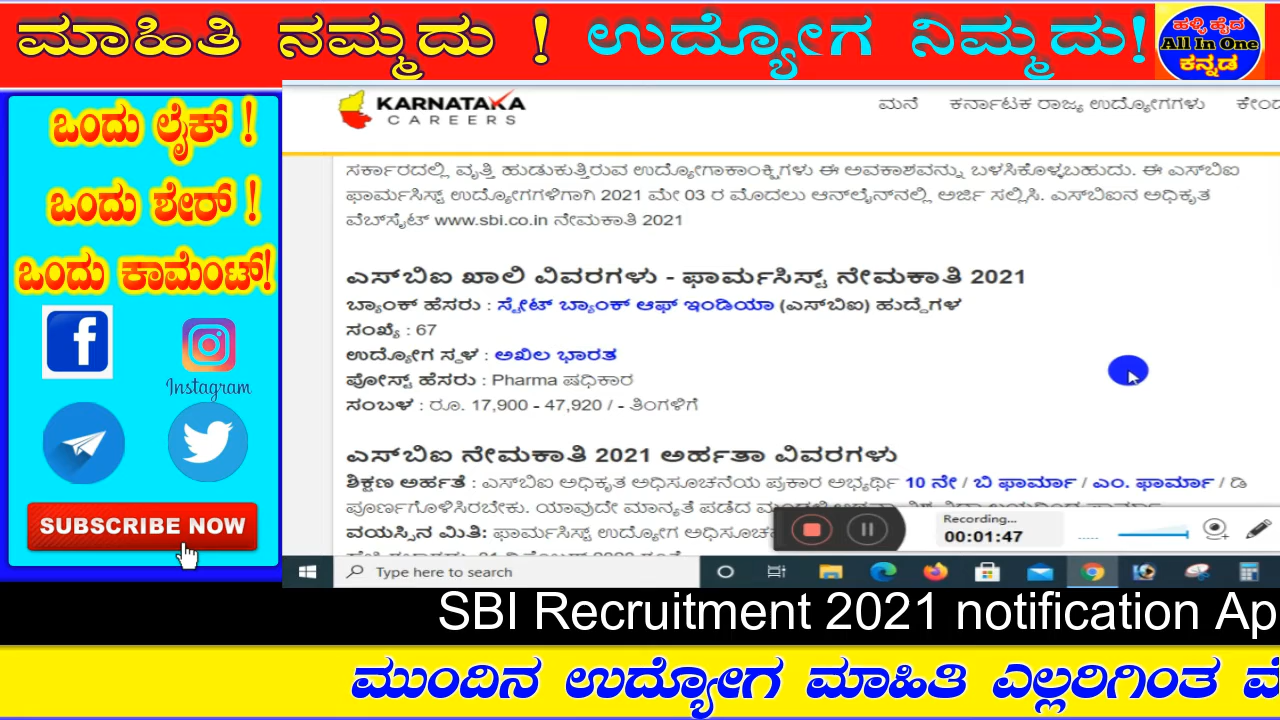 ಮಾಹಿತಿ ನಮ್ಮದು ! ಉದ್ಯೋಗ ನಿಮ್ಮದು!
ಹಳ್ಳಿ ಹೈದ
All In One
ಕನ್ನಡ
ಒಂದು ಲೈಕ್ !
ಒಂದು ಶೇರ್ !
ಒಂದು ಕಾಮೆಂಟ್!
Instagram
SUBSCRIBE NOW
KARNATAKA
CAREERS
ಮನೆ ಕರ್ನಾಟಕ ರಾಜ್ಯ ಉದ್ಯೋಗಗಳು ಕೇಂದ
ಸರ್ಕಾರದಲ್ಲಿ ವೃತ್ತಿ ಹುಡುಕುತ್ತಿರುವ ಉದ್ಯೋಗಾಕಾಂಕ್ಷಿಗಳು ಈ ಅವಕಾಶವನ್ನು ಬಳಸಿಕೊಳ್ಳಬಹುದು. ಈ ಎಸ್‌ಬಿಐ
ಫಾರ್ಮಸಿಸ್ಟ್ ಉದ್ಯೋಗಗಳಿಗಾಗಿ 2021 ಮೇ 03 ರ ಮೊದಲು ಆನ್‌ಲೈನ್‌ನಲ್ಲಿ ಅರ್ಜಿ ಸಲ್ಲಿಸಿ. ಎಸ್‌ಬಿಐನ ಅಧಿಕೃತ
ವೆಬ್‌ಸೈಟ್ www.sbi.co.in ನೇಮಕಾತಿ 2021
ಎಸ್‌ಬಿಐ ಖಾಲಿ ವಿವರಗಳು - ಫಾರ್ಮಸಿಸ್ಟ್ ನೇಮಕಾತಿ 2021
ಬ್ಯಾಂಕ್ ಹೆಸರು : ಸ್ಟೇಟ್ ಬ್ಯಾಂಕ್ ಆಫ್ ಇಂಡಿಯಾ (ಎಸ್‌ಬಿಐ) ಹುದ್ದೆಗಳ
ಸಂಖ್ಯೆ : 67
ಉದ್ಯೋಗ ಸ್ಥಳ : ಅಖಿಲ ಭಾರತ
ಪೋಸ್ಟ್ ಹೆಸರು : Pharma ಷಧಿಕಾರ
ಸಂಬಳ : ರೂ. 17,900 - 47,920 / - ತಿಂಗಳಿಗೆ
ಎಸ್‌ಬಿಐ ನೇಮಕಾತಿ 2021 ಅರ್ಹತಾ ವಿವರಗಳು
ಶಿಕ್ಷಣ ಅರ್ಹತೆ : ಎಸ್‌ಬಿಐ ಅಧಿಕೃತ ಅಧಿಸೂಚನೆಯ ಪ್ರಕಾರ ಅಭ್ಯರ್ಥಿ 10 ನೇ / ಬಿ ಫಾರ್ಮಾ / ಎಂ. ಫಾರ್ಮಾ / ಡಿ
ಪೂರ್ಣಗೊಳಿಸಿರಬೇಕು. ಯಾವುದೇ ಮಾನ್ಯತೆ ಪಡೆದ
ವಯಸ್ಸಿನ ಮಿತಿ: ಫಾರ್ಮಸಿಸ್ಟ್ ಉದ್ಯೋಗ ಅಧಿಸೂಚನ
Recording...
00:01:47
Type here to search
SBI Recruitment 2021 notification Ap
ಮುಂದಿನ ಉದ್ಯೋಗ ಮಾಹಿತಿ ಎಲ್ಲರಿಗಿಂತ ಮೊ